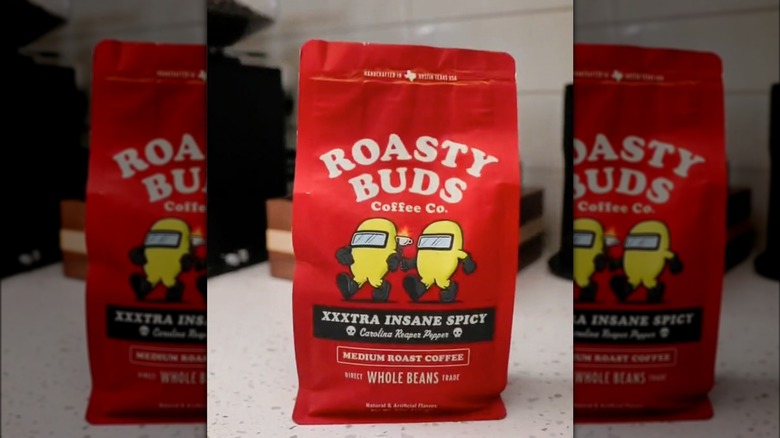 HANDCRAFTED IN AUSTIN TEXAS USA
ROASTY
BUDS
Coffee Co.
XXXTRA INSANE SPICY
Carolina Reaper Pepper
MEDIUM ROAST COFFEE
DIRECT WHOLE BEANS TRADE
Natural & Artificial Flavors